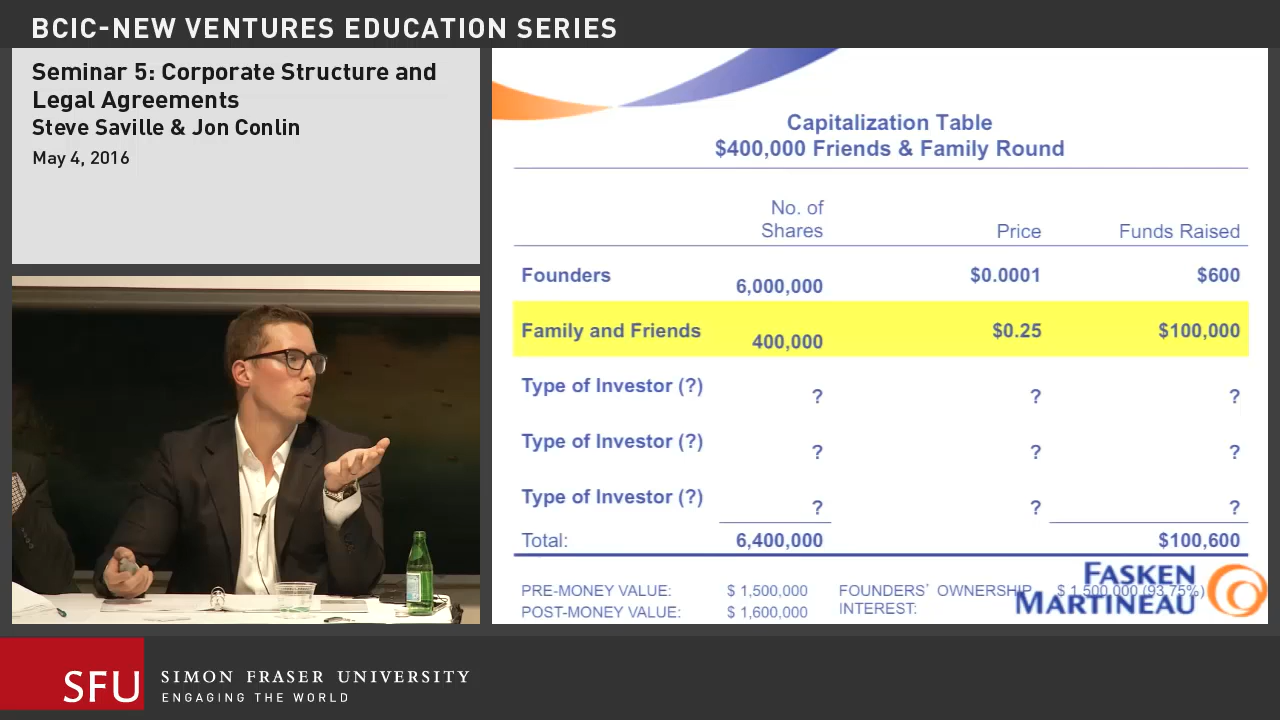 BCIC-NEW VENTURES EDUCATION SERIES
Seminar 5: Corporate Structure and
Legal Agreements
Steve Saville & Jon Conlin
May 4, 2016
Capitalization Table
$400,000 Friends & Family Round
No. of
Shares Price Funds Raised
Founders 6,000,000 $0.0001 $600
Family and Friends 400,000 $0.25 $100,000
Type of Investor (?) ? ? ?
Type of Investor (?) ? ? ?
Type of Investor (?) ? ? ?
Total: 6,400,000 $100,600
PRE-MONEY VALUE: $ 1,500,000 FOUNDERS' OWNERSHIP $ 1,500,000 (93.75%)
POST-MONEY VALUE: $ 1,600,000 INTEREST:
FASKEN
MARTINEAU
SFU SIMON FRASER UNIVERSITY
ENGAGING THE WORLD